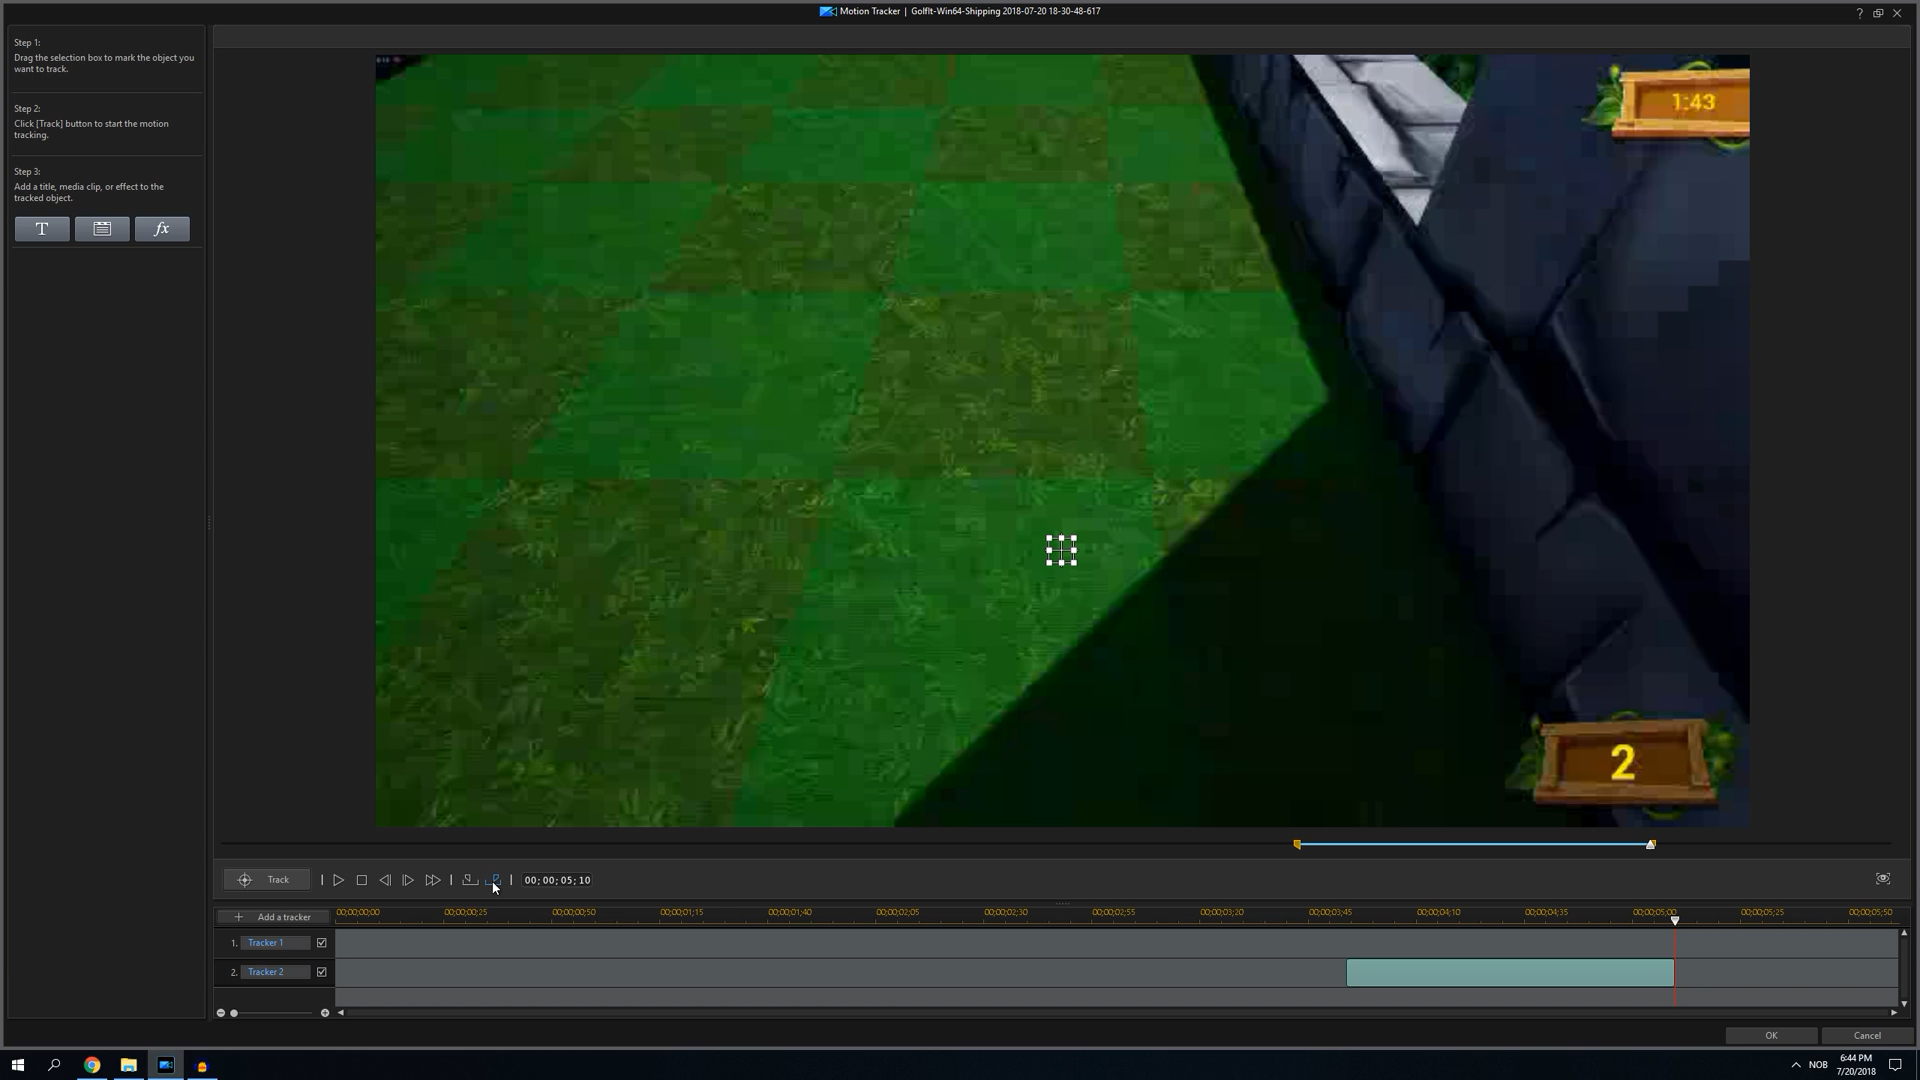 Motion Tracker | GolfIt-Win64-Shipping 2018-07-20 18-30-48-617
?
Step 1:
Drag the selection box to mark the object you
want to track.
Step 2:
Click [Track] button to start the motion
tracking.
Step 3:
Add a title, media clip, or effect to the
tracked object.
T
fx
1:43
2
Track
00; 00; 05; 10
Add a tracker
00;00;00;00
00;00;00;25
00;00;00;50
00;00;01;15
00;00;01;40
00;00;02;05
00;00;02;30
00;00;02;55
00;00;03;20
00;00;03;45
00;00;04;10
00;00;04;35
00;00;05;00
00;00;05;25
00;00;05;50
1. Tracker 1
2. Tracker 2
OK
Cancel
NOB
6:44 PM
7/20/2018